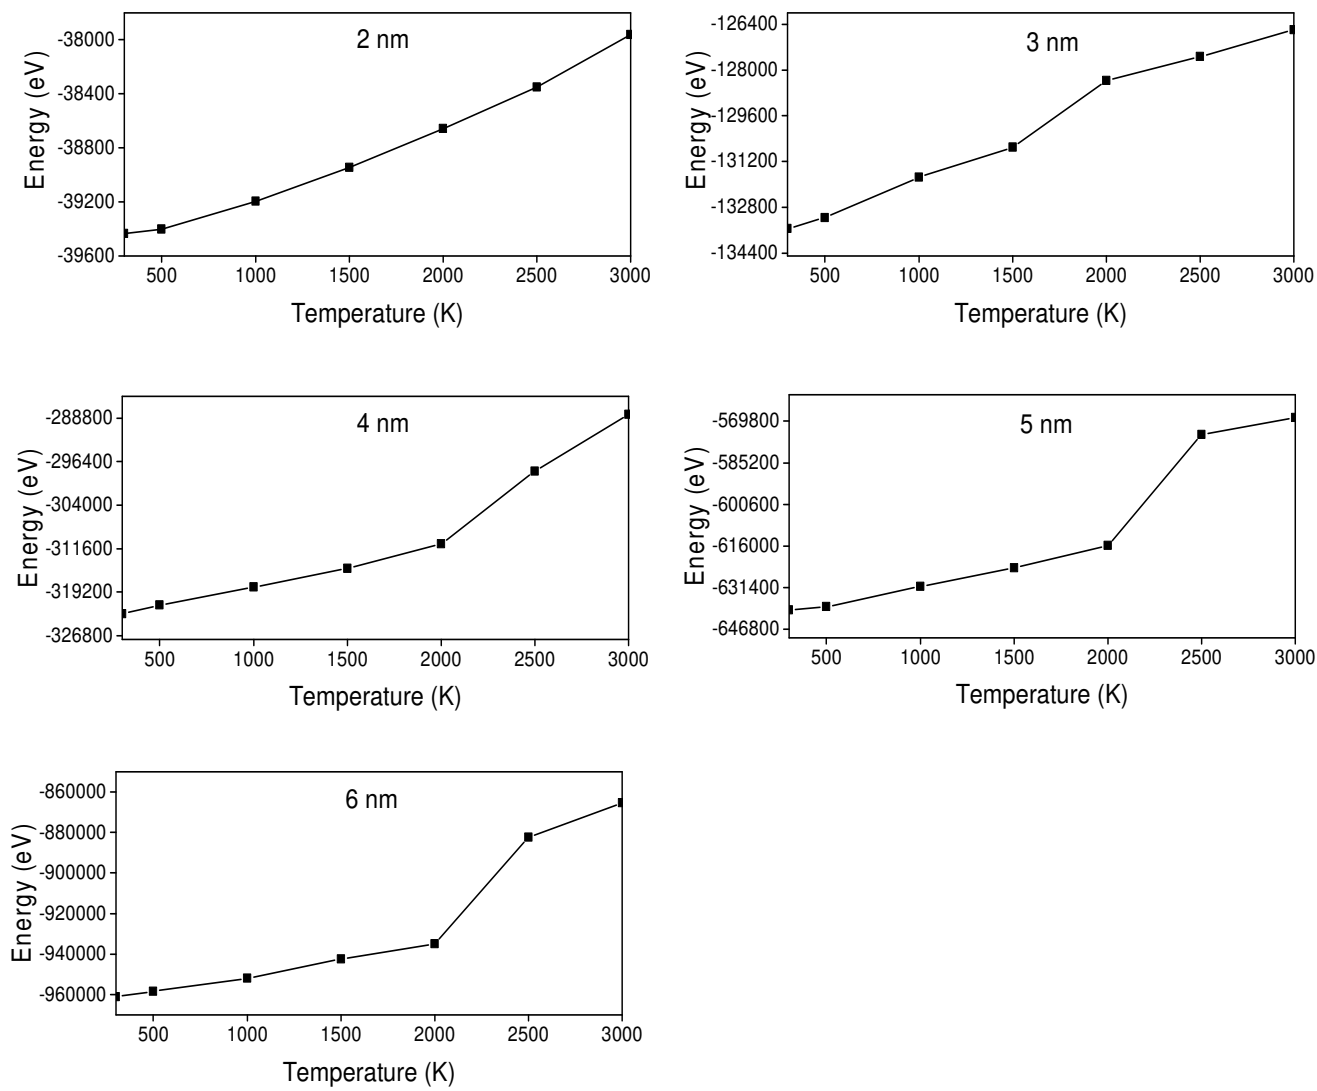 2 nm
Energy (eV)
-38000
-38400
-38800
-39200
-39600
500 1000 1500 2000 2500 3000
Temperature (K)
3 nm
Energy (eV)
-126400
-128000
-129600
-131200
-132800
-134400
500 1000 1500 2000 2500 3000
Temperature (K)
4 nm
Energy (eV)
-288800
-296400
-304000
-311600
-319200
-326800
500 1000 1500 2000 2500 3000
Temperature (K)
5 nm
Energy (eV)
-569800
-585200
-600600
-616000
-631400
-646800
500 1000 1500 2000 2500 3000
Temperature (K)
6 nm
Energy (eV)
-860000
-880000
-900000
-920000
-940000
-960000
500 1000 1500 2000 2500 3000
Temperature (K)